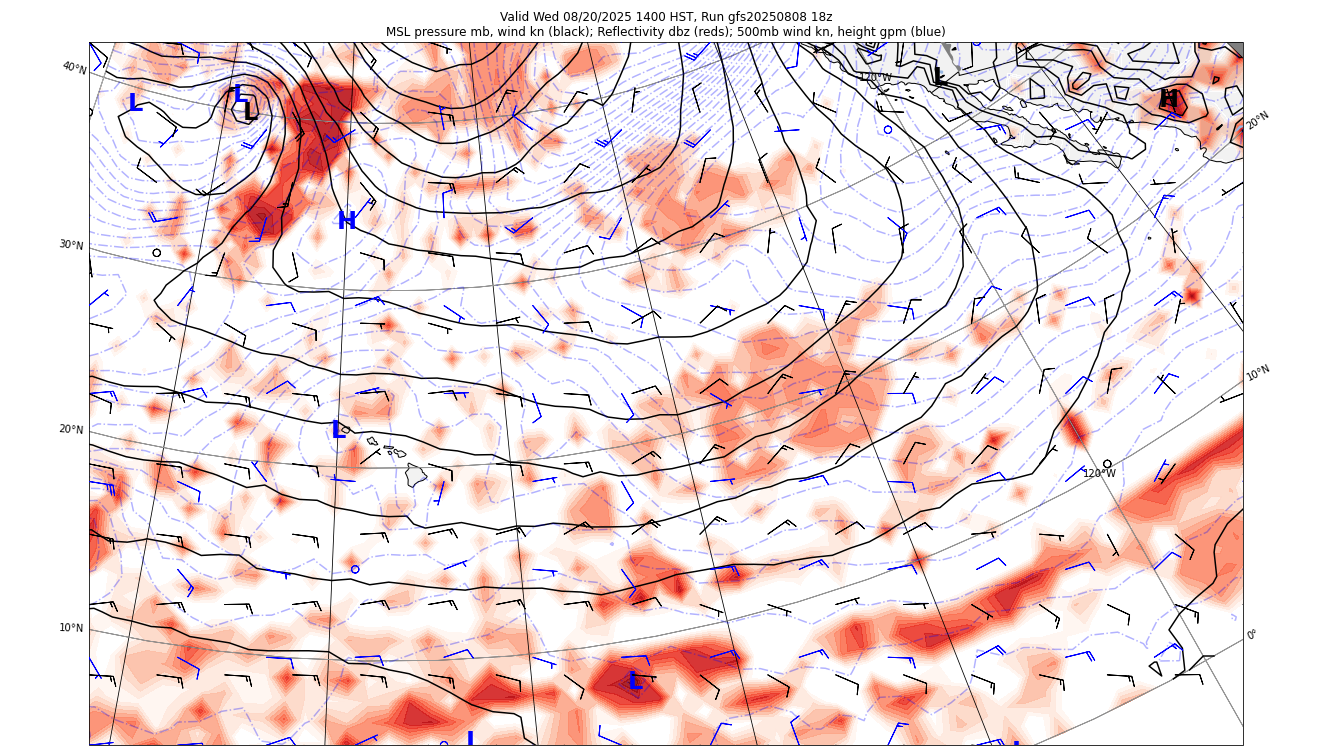 Valid Wed 08/20/2025 1400 HST, Run gfs20250808 18z
MSL pressure mb, wind kn (black); Reflectivity dbz (reds); 500mb wind kn, height gpm (blue)
40°N
120°W
L
20°N
L
L
L
H
H
30°N
10°N
20°N
L
120°W
10°N
0°
L
L